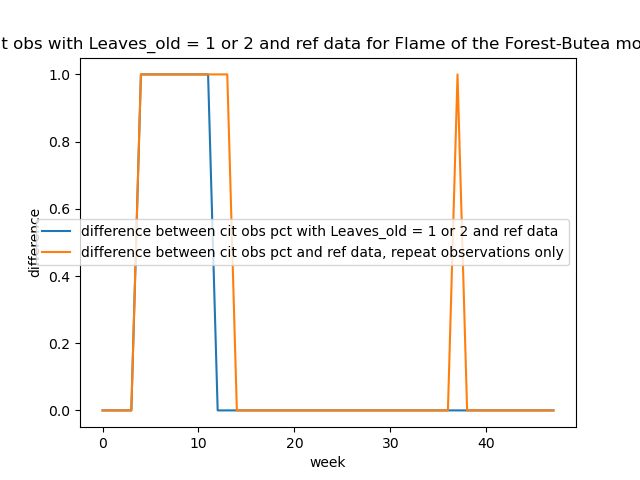 t obs with Leaves_old = 1 or 2 and ref data for Flame of the Forest-Butea mo
1.0
0.8
0.6
0.4
0.2
0.0
difference
difference between cit obs pct with Leaves_old = 1 or 2 and ref data
difference between cit obs pct and ref data, repeat observations only
0 10 20 30 40
week